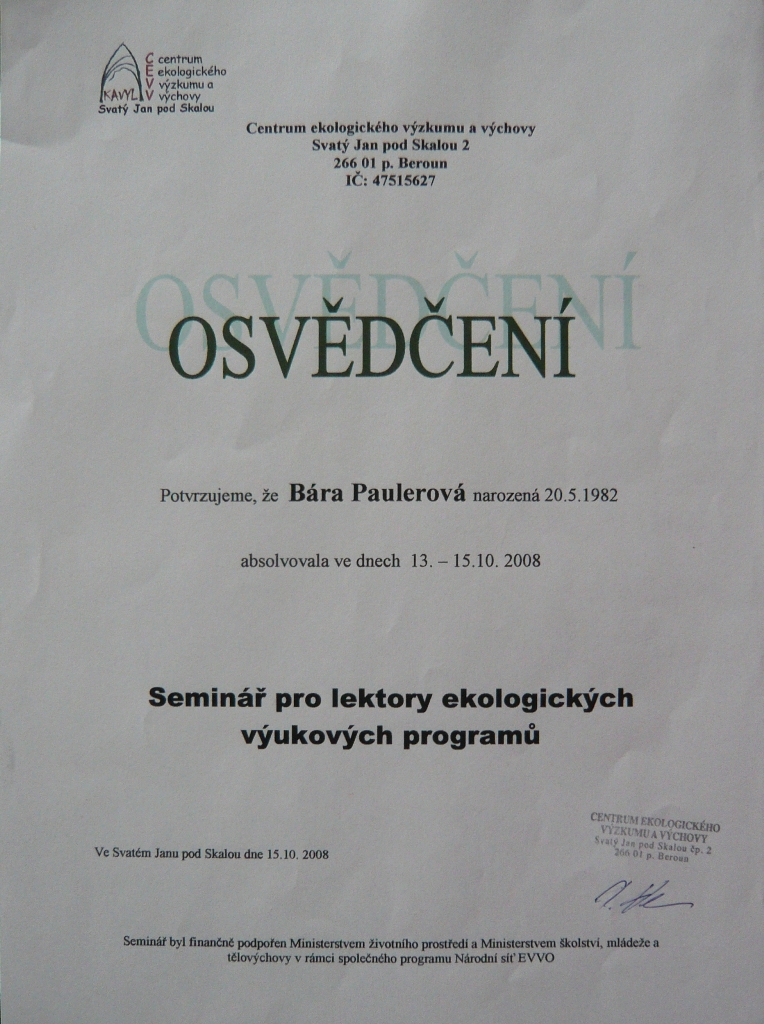 centrum
ekologického
výzkumu a
výchovy
CEVV
KAVYL
Svatý Jan pod Skalou
Centrum ekologického výzkumu a výchovy
Svatý Jan pod Skalou 2
266 01 p. Beroun
IČ: 47515627
OSVĚDČENÍ
OSVĚDČENÍ
Potvrzujeme, že Bára Paulerová narozená 20.5.1982
absolvovala ve dnech 13. – 15.10. 2008
Seminář pro lektory ekologických
výukových programů
CENTRUM EKOLOGICKÉHO
VÝZKUMU A VÝCHOVY
Svatý Jan pod Skalou čp. 2
266 01 p. Beroun
Ve Svatém Janu pod Skalou dne 15.10. 2008
Seminář byl finančně podpořen Ministerstvem životního prostředí a Ministerstvem školství, mládeže a
tělovýchovy v rámci společného programu Národní síť EVVO